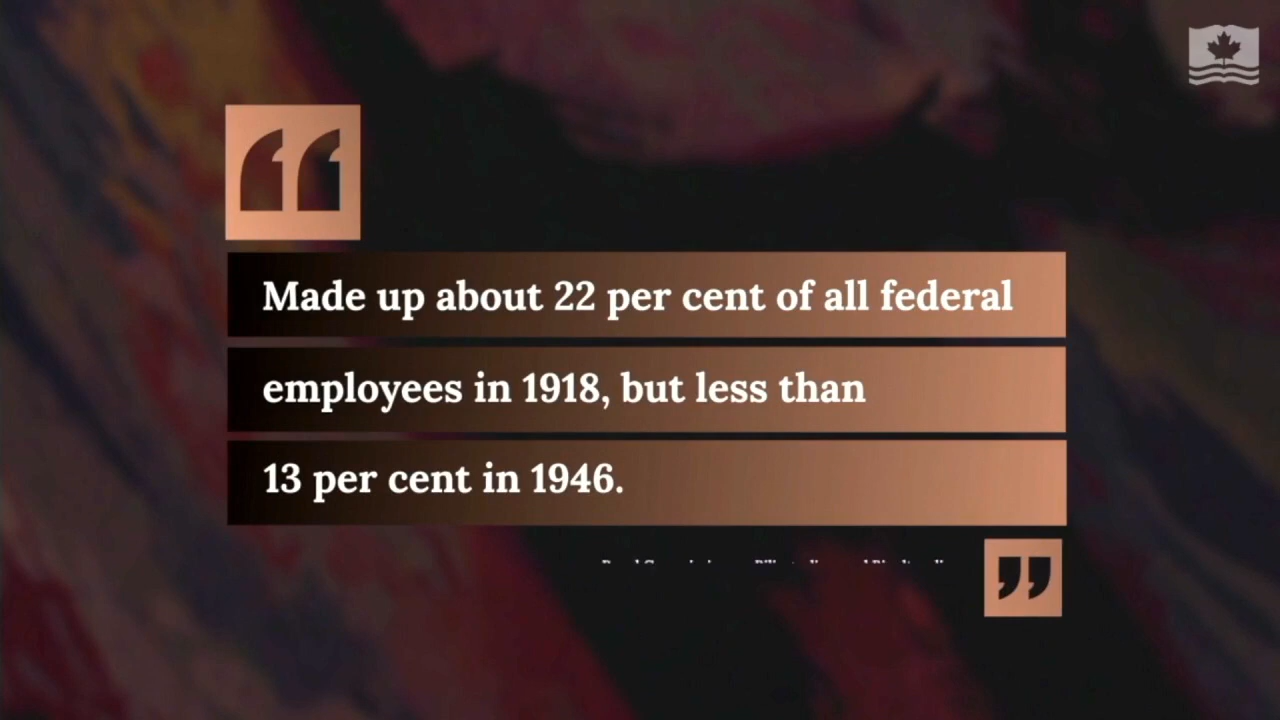 Made up about 22 per cent of all federal
employees in 1918, but less than
13 per cent in 1946.